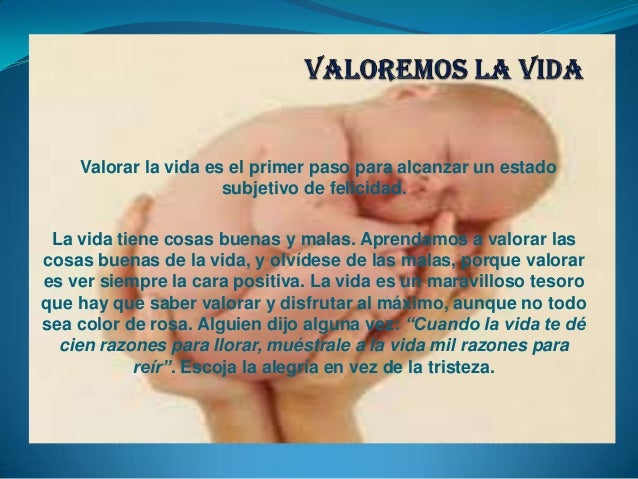 VALOREMOS LA VIDA
Valorar la vida es el primer paso para alcanzar un estado
subjetivo de felicidad.
La vida tiene cosas buenas y malas. Aprendamos a valorar las
cosas buenas de la vida, y olvídese de las malas, porque valorar
es ver siempre la cara positiva. La vida es un maravilloso tesoro
que hay que saber valorar y disfrutar al máximo, aunque no todo
sea color de rosa. Alguien dijo alguna vez: “Cuando la vida te dé
cien razones para llorar, muéstrale a la vida mil razones para
reír”. Escoja la alegría en vez de la tristeza.